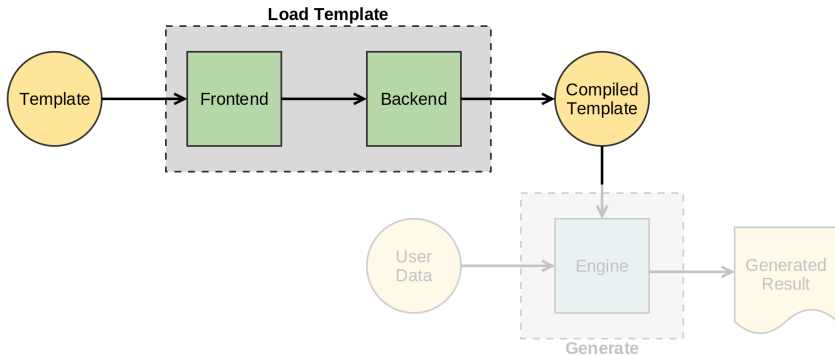 Load Template
Template
Frontend
Backend
Compiled
Template
User
Data
Engine
Generated
Result
Generate